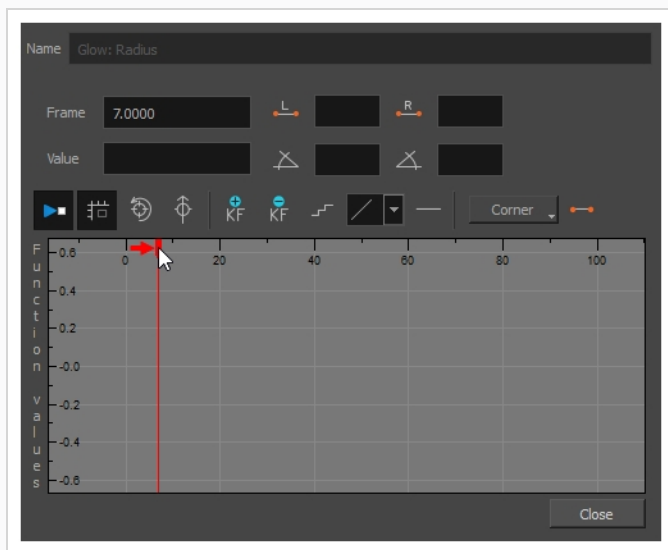 Name Glow: Radius
Frame 7.0000 L R
Value
KF KF Corner
Function values
0 20 40 60 80 100
-0.6
-0.4
-0.2
-0.0
-0.2
-0.4
-0.6
Close